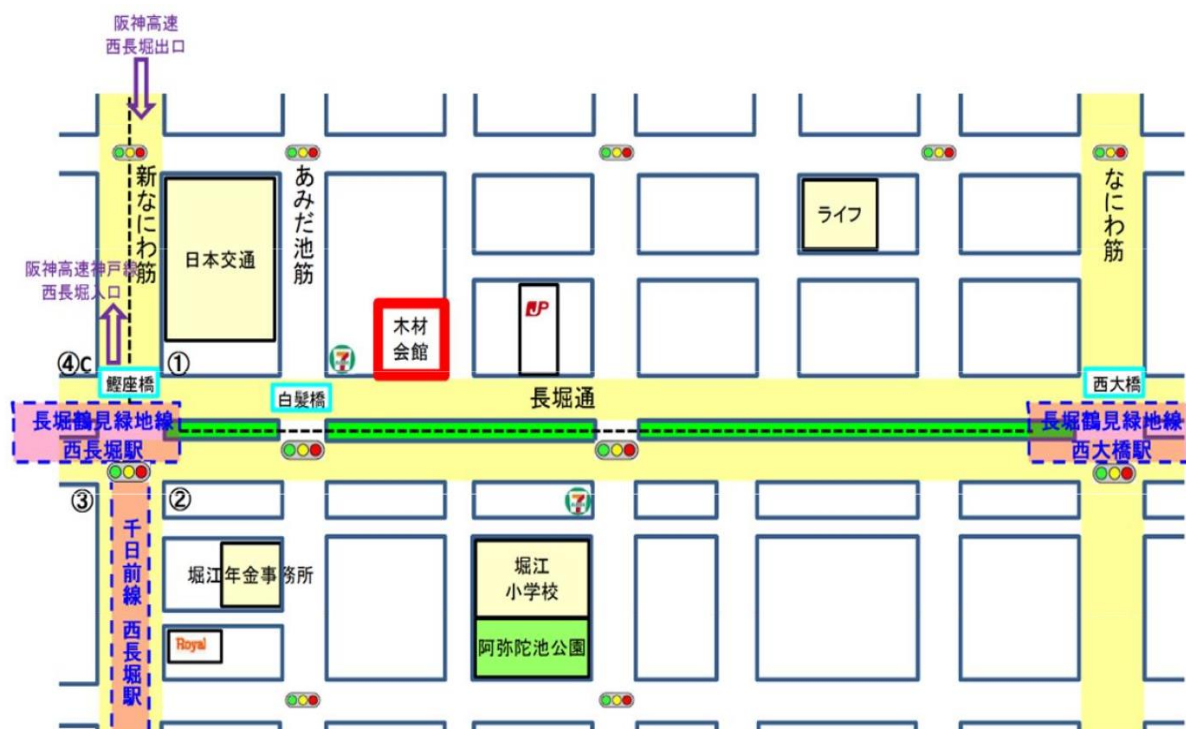 阪神高速
西長堀出口
新なにわ筋
あみだ池筋
なにわ筋
ライフ
日本交通
阪神高速神戸線
西長堀入口
木材
会館
JP
7
④C
①
鰹座橋
白髪橋
長堀通
西大橋
長堀鶴見緑地線
西長堀駅
長堀鶴見緑地線
西大橋駅
③
②
7
千日前線 西長堀駅
堀江年金事務所
堀江
小学校
Royal
阿弥陀池公園